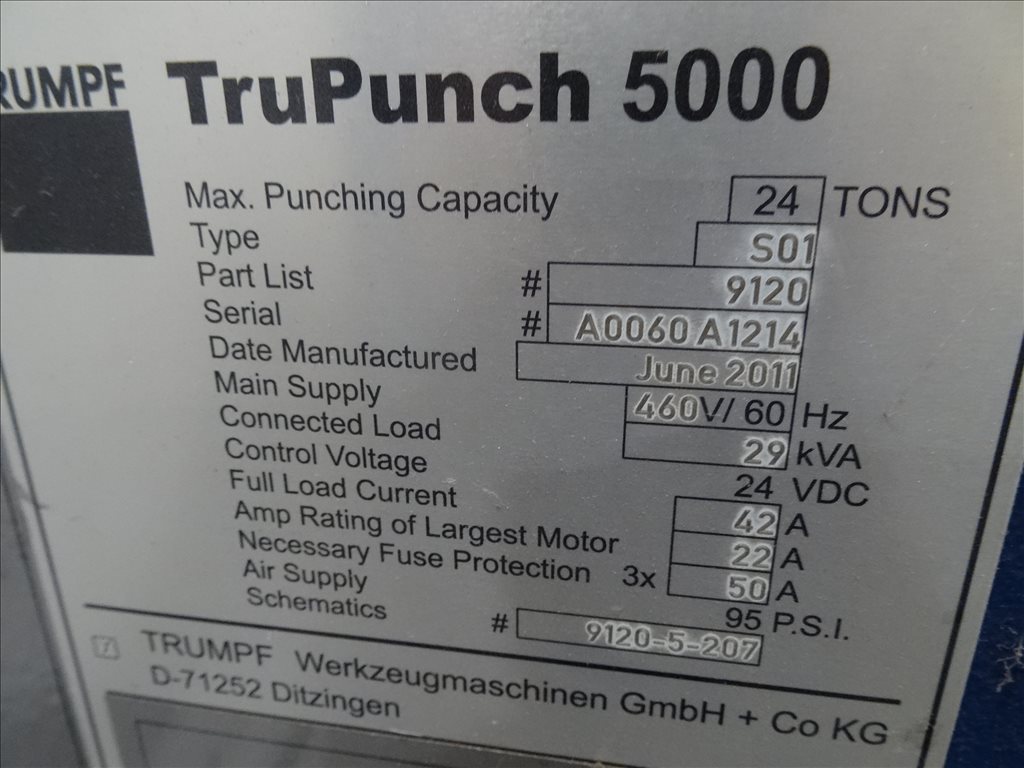 RUMPF TruPunch 5000
Max. Punching Capacity 24 TONS
Type S01
Part List # 9120
Serial # A0060 A1214
Date Manufactured June 2011
Main Supply 460V/ 60 Hz
Connected Load 29 kVA
Control Voltage 24 VDC
Full Load Current 42 A
Amp Rating of Largest Motor 22 A
Necessary Fuse Protection 3x 50 A
Air Supply 95 P.S.I.
Schematics # 9120-5-207
TRUMPF Werkzeugmaschinen GmbH + Co KG
D-71252 Ditzingen